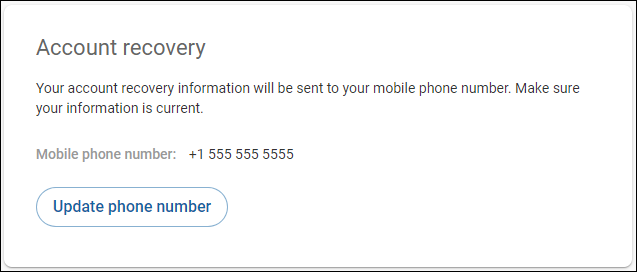 Account recovery
Your account recovery information will be sent to your mobile phone number. Make sure
your information is current.
Mobile phone number: +1 555 555 5555
Update phone number